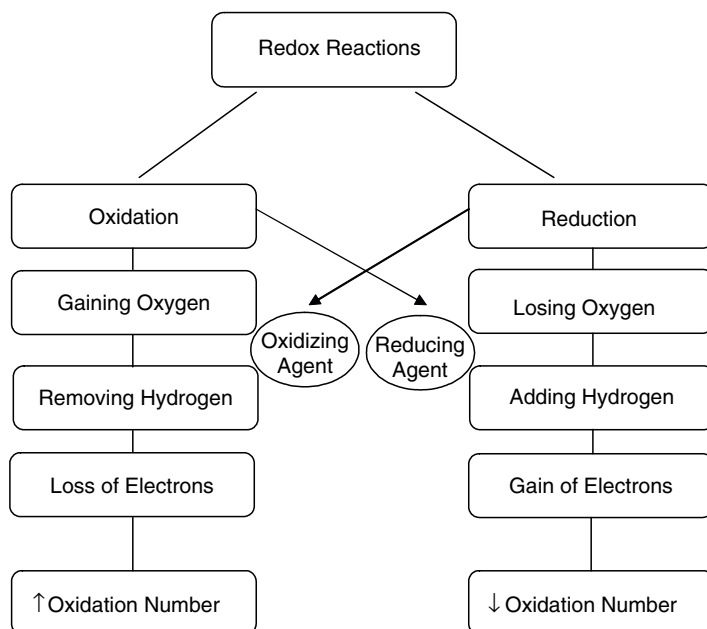 Redox Reactions
Oxidation
Reduction
Gaining Oxygen
Losing Oxygen
Oxidizing
Agent
Reducing
Agent
Removing Hydrogen
Adding Hydrogen
Loss of Electrons
Gain of Electrons
↑Oxidation Number
↓Oxidation Number